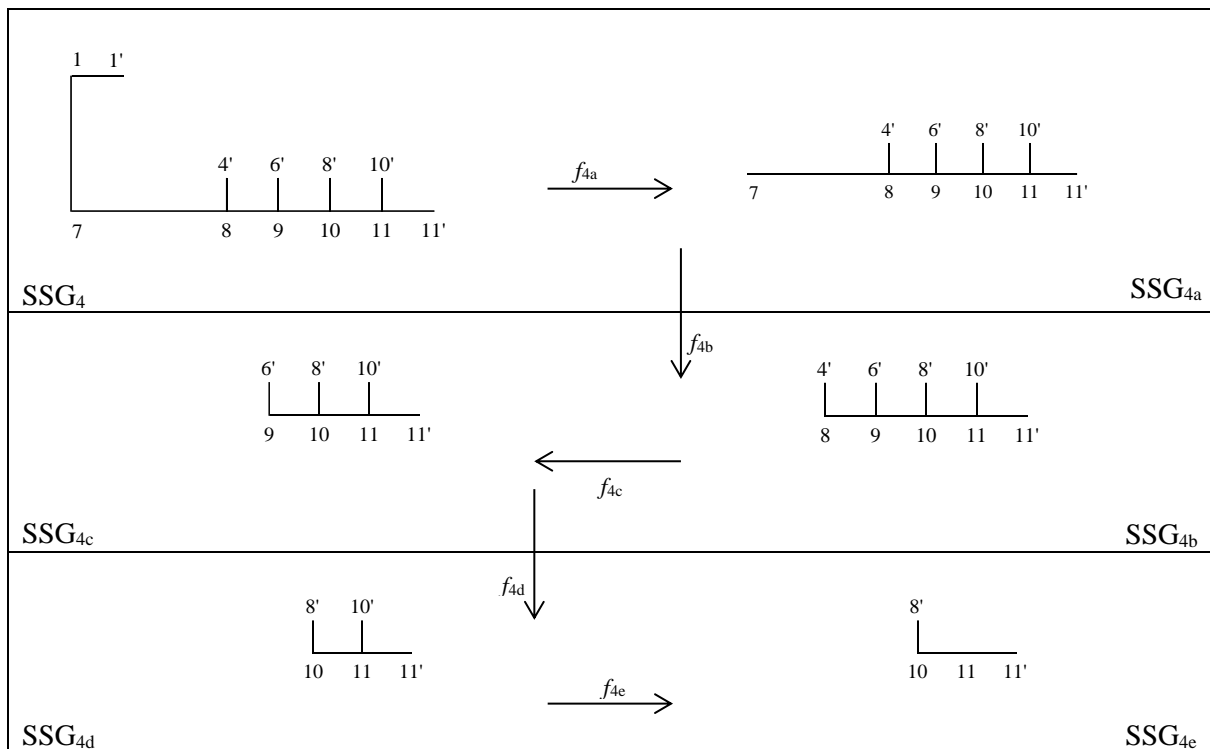 1 1'
4' 6' 8' 10'
7 8 9 10 11 11'
SSG4
f4a
4' 6' 8' 10'
7 8 9 10 11 11'
SSG4a
f4b
6' 8' 10'
9 10 11 11'
SSG4c
f4c
4' 6' 8' 10'
8 9 10 11 11'
SSG4b
f4d
8' 10'
10 11 11'
SSG4d
f4e
8'
10 11 11'
SSG4e